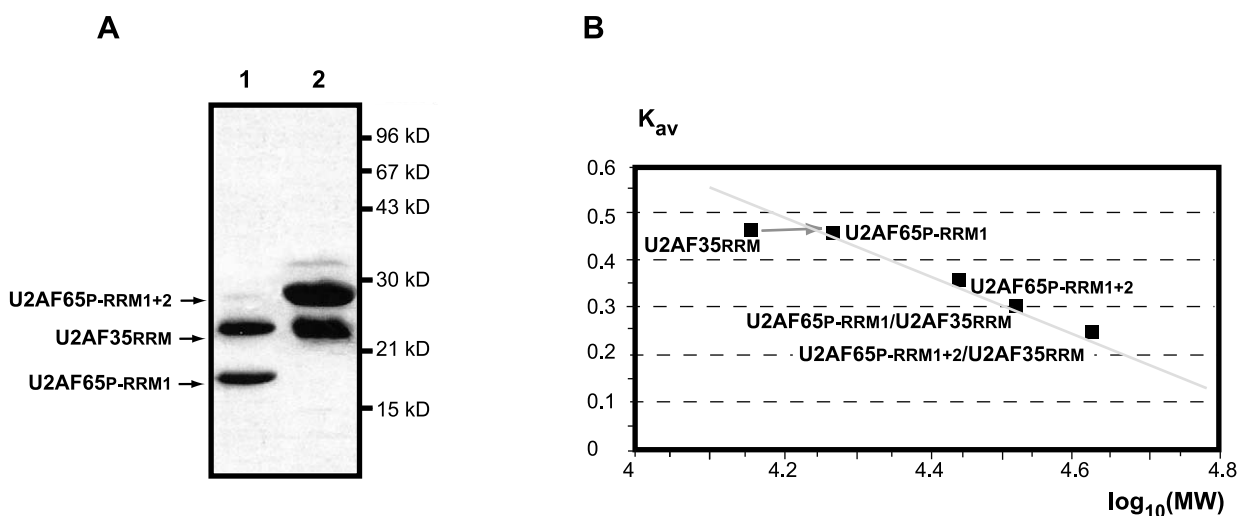 A
1 2
96 kD
67 kD
43 kD
30 kD
U2AF65P-RRM1+2
U2AF35RRM
21 kD
U2AF65P-RRM1
15 kD
B
Kav
0.6
0.5
0.4
0.3
0.2
0.1
0
U2AF35RRM
U2AF65P-RRM1
U2AF65P-RRM1+2
U2AF65P-RRM1/U2AF35RRM
U2AF65P-RRM1+2/U2AF35RRM
4 4.2 4.4 4.6 4.8
log10(MW)